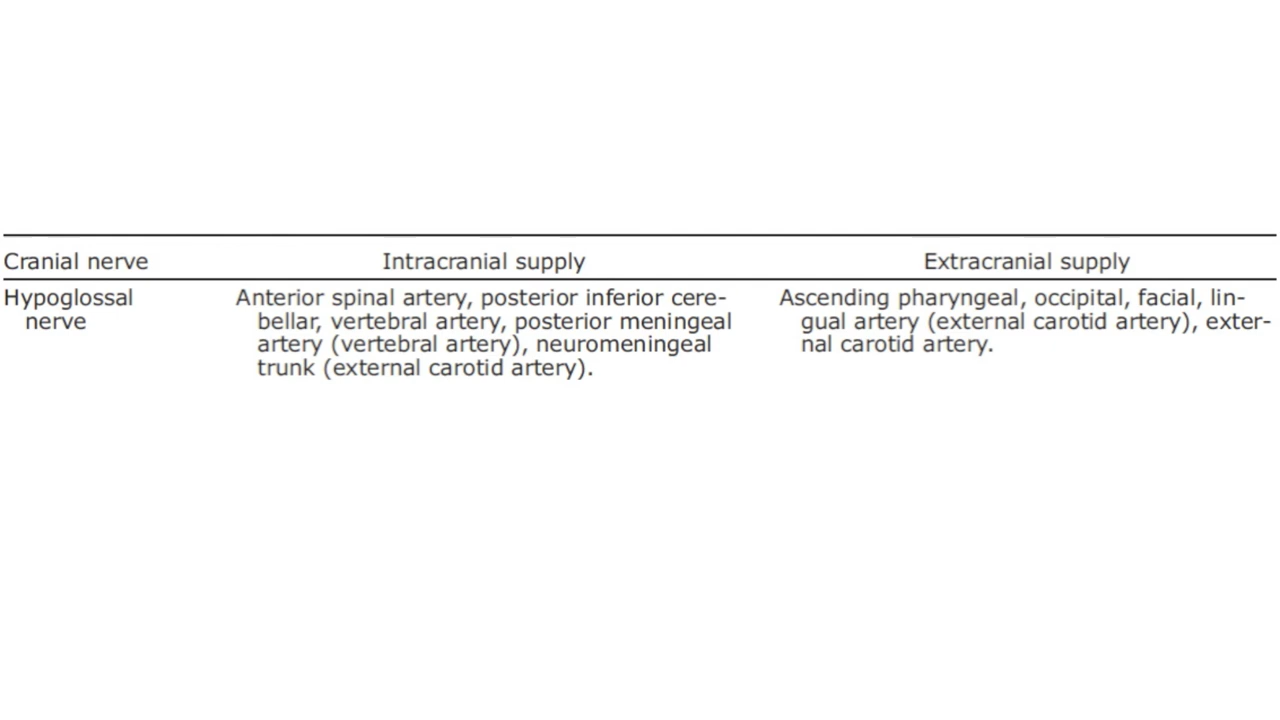 Cranial nerve Intracranial supply Extracranial supply
Hypoglossal nerve
Anterior spinal artery, posterior inferior cere-
bellar, vertebral artery, posterior meningeal
artery (vertebral artery), neuromeningeal
trunk (external carotid artery).
Ascending pharyngeal, occipital, facial, lin-
gual artery (external carotid artery), exter-
nal carotid artery.